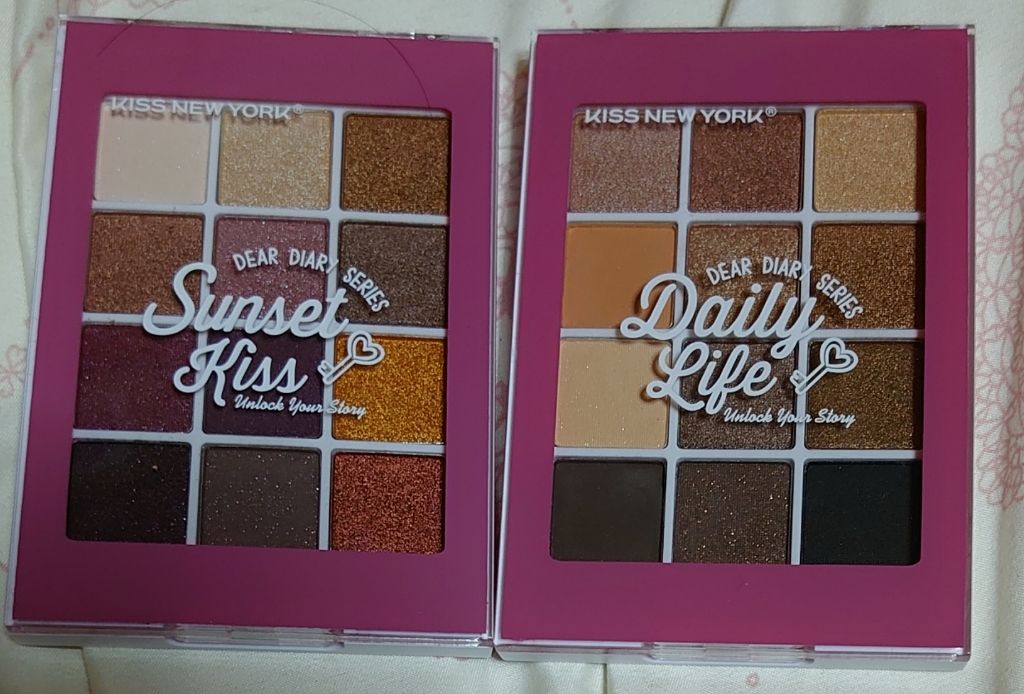 KISS NEW YORK®
DEAR DIARY SERIES
Sunset
Kiss
Unlock Your Story
KISS NEW YORK®
DEAR DIARY SERIES
Daily
Life
Unlock Your Story